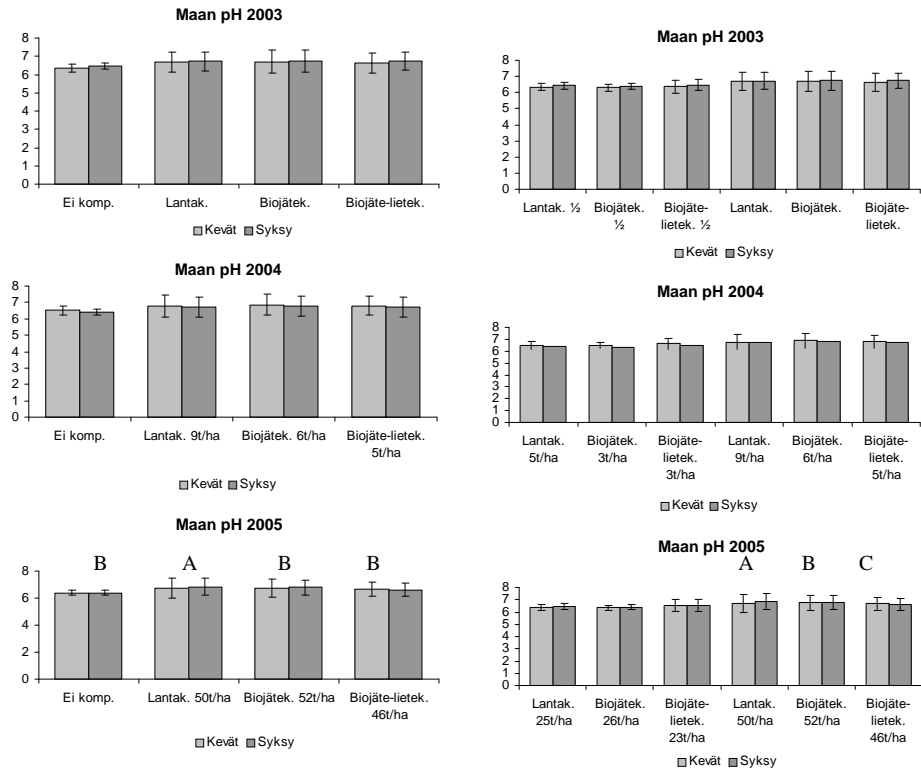 Maan pH 2003
8
7
6
5
4
3
2
1
0
Ei komp. Lantak. Biojätek. Biojäte-lietek.
Kevät Syksy
Maan pH 2004
8
7
6
5
4
3
2
1
0
Ei komp. Lantak. 9t/ha Biojätek. 6t/ha Biojäte-lietek.
5t/ha
Kevät Syksy
Maan pH 2005
B A B B
8
6
4
2
0
Ei komp. Lantak. 50t/ha Biojätek. 52t/ha Biojäte-lietek.
46t/ha
Kevät Syksy
Maan pH 2003
8
7
6
5
4
3
2
1
0
Lantak. ½ Biojätek. Biojäte- Lantak. Biojätek. Biojäte-
½ lietek. ½ lietek.
Kevät Syksy
Maan pH 2004
8
7
6
5
4
3
2
1
0
Lantak. Biojätek. Biojäte- Lantak. Biojätek. Biojäte-
5t/ha 3t/ha lietek. 9t/ha 6t/ha lietek.
3t/ha 5t/ha
Kevät Syksy
Maan pH 2005
A B C
8
7
6
5
4
3
2
1
0
Lantak. Biojätek. Biojäte- Lantak. Biojätek. Biojäte-
25t/ha 26t/ha lietek. 50t/ha 52t/ha lietek.
23t/ha 46t/ha
Kevät Syksy